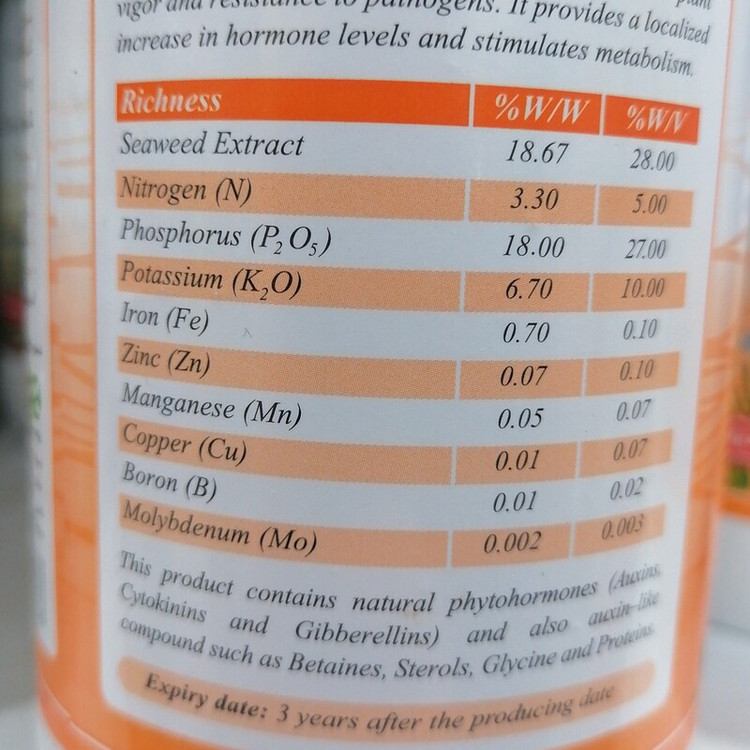 vigor and resistance to pathogens. It provides a localized
increase in hormone levels and stimulates metabolism.
Richness %W/W %W/V
Seaweed Extract 18.67 28.00
Nitrogen (N) 3.30 5.00
Phosphorus (P₂O₅) 18.00 27.00
Potassium (K₂O) 6.70 10.00
Iron (Fe) 0.70 0.10
Zinc (Zn) 0.07 0.10
Manganese (Mn) 0.05 0.07
Copper (Cu) 0.01 0.07
Boron (B) 0.01 0.02
Molybdenum (Mo) 0.002 0.003
This product contains natural phytohormones (Auxins,
Cytokinins and Gibberellins) and also auxin-like
compound such as Betaines, Sterols, Glycine and Proteins.
Expiry date: 3 years after the producing date